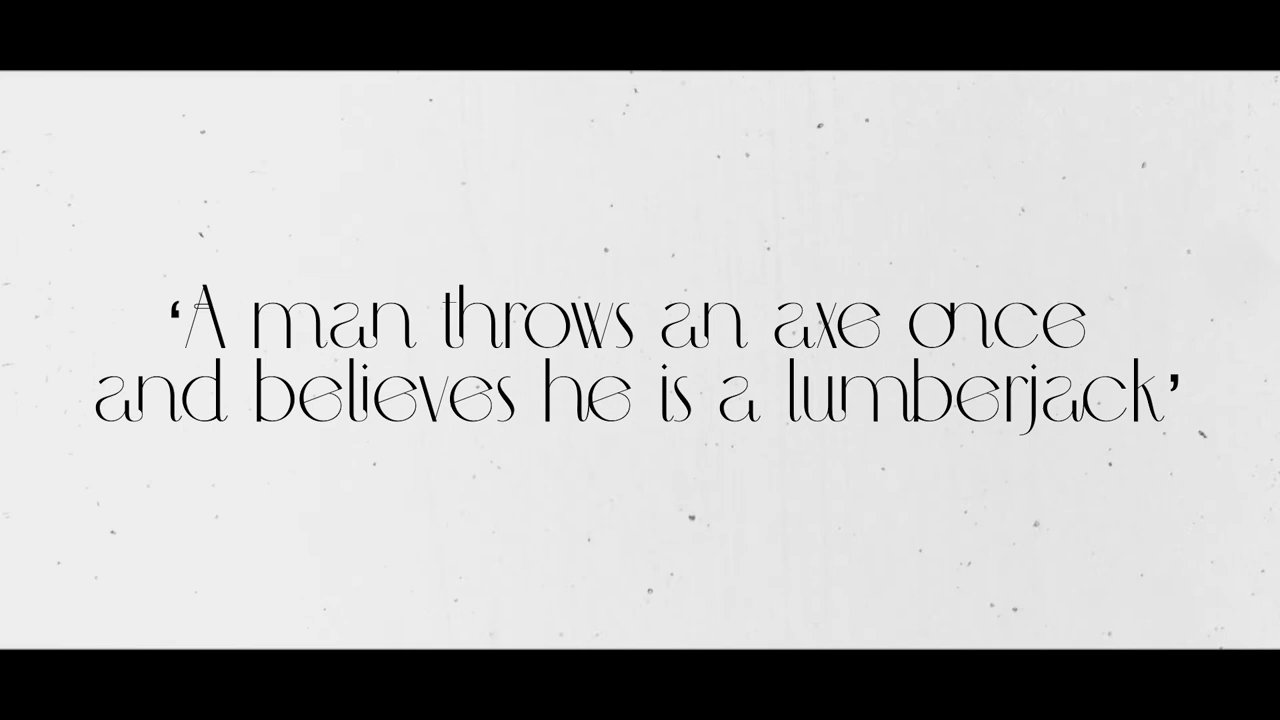 ‘A man throws an axe once
and believes he is a lumberjack’